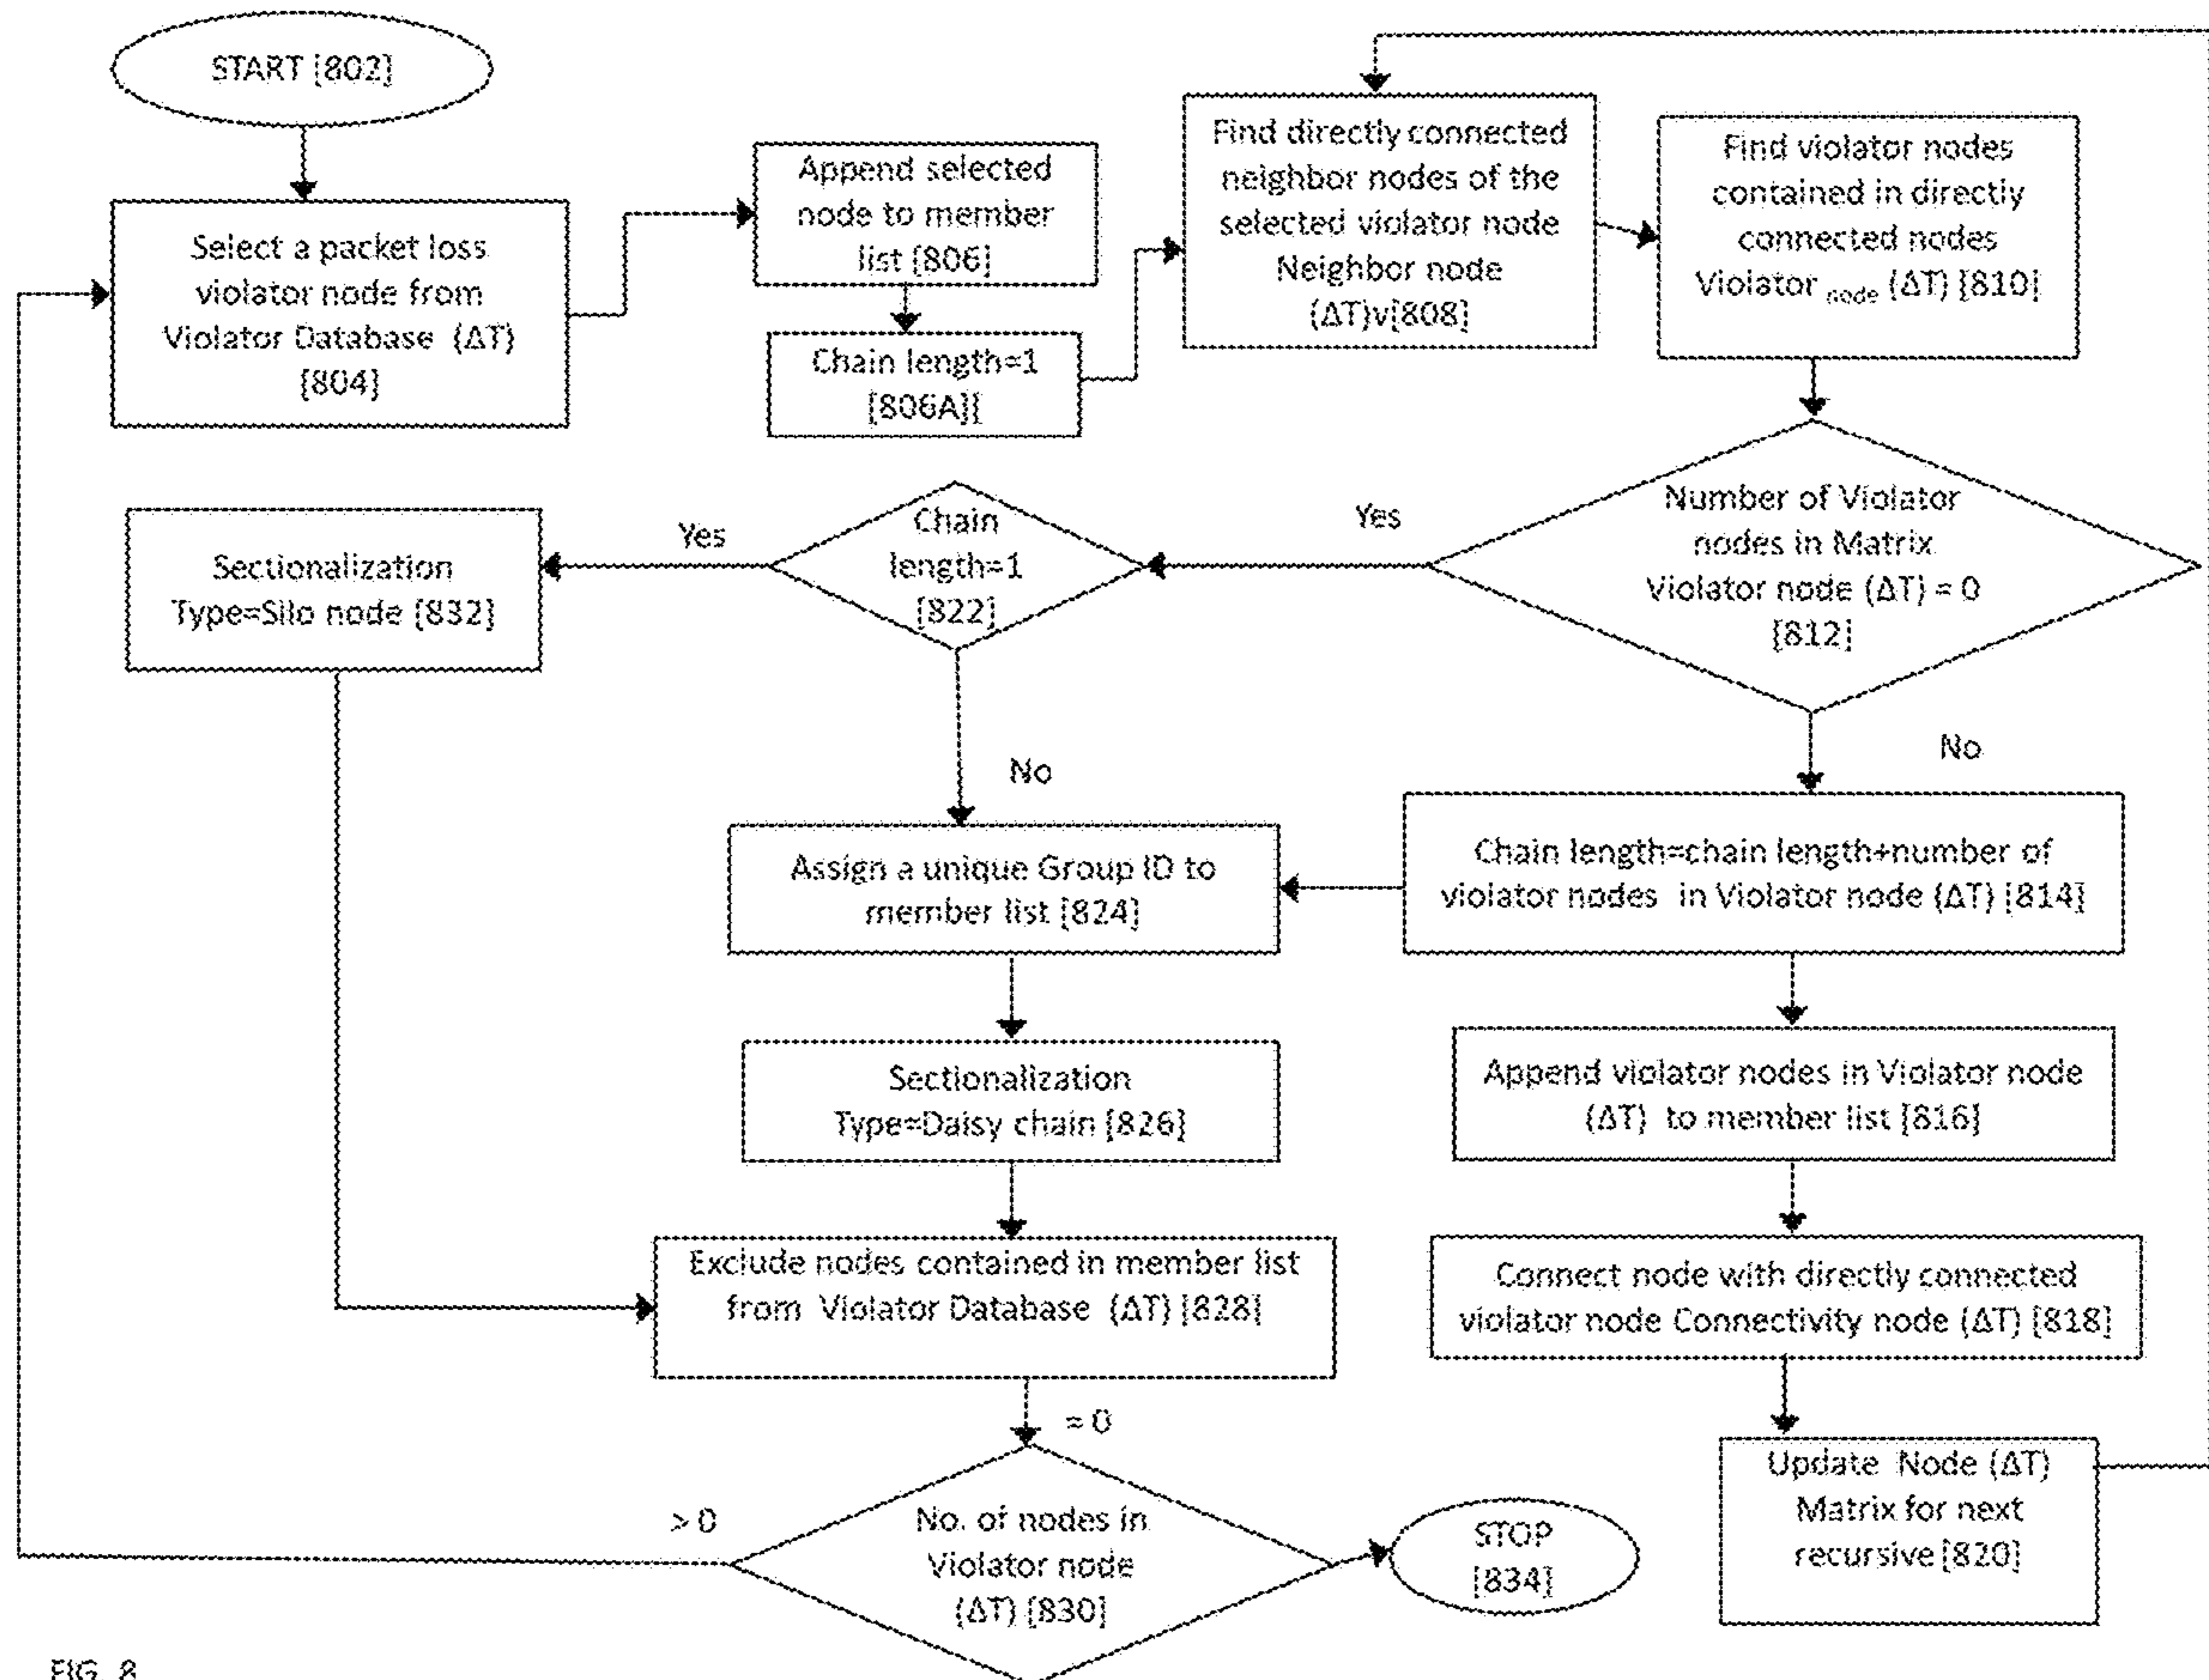 START [802]
Select a packet loss
violator node from
Violator Database (ΔT)
[804]
Append selected
node to member
list [806]
Chain length=1
[806A][
Find directly connected
neighbor nodes of the
selected violator node
Neighbor node
(ΔT)v[808]
Find violator nodes
contained in directly
connected nodes
Violator node (ΔT) [810]
Number of Violator
nodes in Matrix
Violator node (ΔT) = 0
[812]
Yes
No
Chain
length=1
[822]
Yes
No
Sectionalization
Type=Silo node [832]
Assign a unique Group ID to
member list [824]
Chain length=chain length+number of
violator nodes in Violator node (ΔT) [814]
Sectionalization
Type=Daisy chain [826]
Append violator nodes in Violator node
(ΔT) to member list [816]
Exclude nodes contained in member list
from Violator Database (ΔT) [828]
Connect node with directly connected
violator node Connectivity node (ΔT) [818]
= 0
> 0
No. of nodes in
Violator node
(ΔT) [830]
STOP
[834]
Update Node (ΔT)
Matrix for next
recursive [820]
FIG. 8